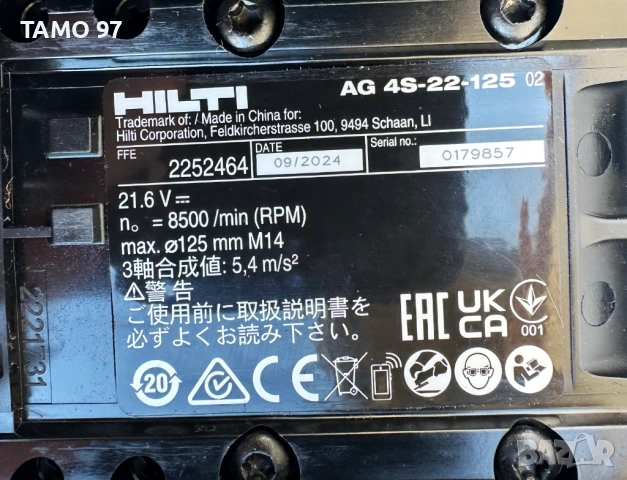 TAMO 97
HILTI
AG 4S-22-125 02
Trademark of: / Made in China for:
Hilti Corporation, Feldkircherstrasse 100, 9494 Schaan, LI
FFE 2252464 DATE 09/2024 Serial no.: 0179857
21.6 V
n₀ = 8500 /min (RPM)
max. ø125 mm M14
3軸合成値: 5,4 m/s²
⚠警告
ご使用前に取扱説明書を
必ずよくお読み下さい。
EAC UK CA 001
20 CE
2221731
BAZAR